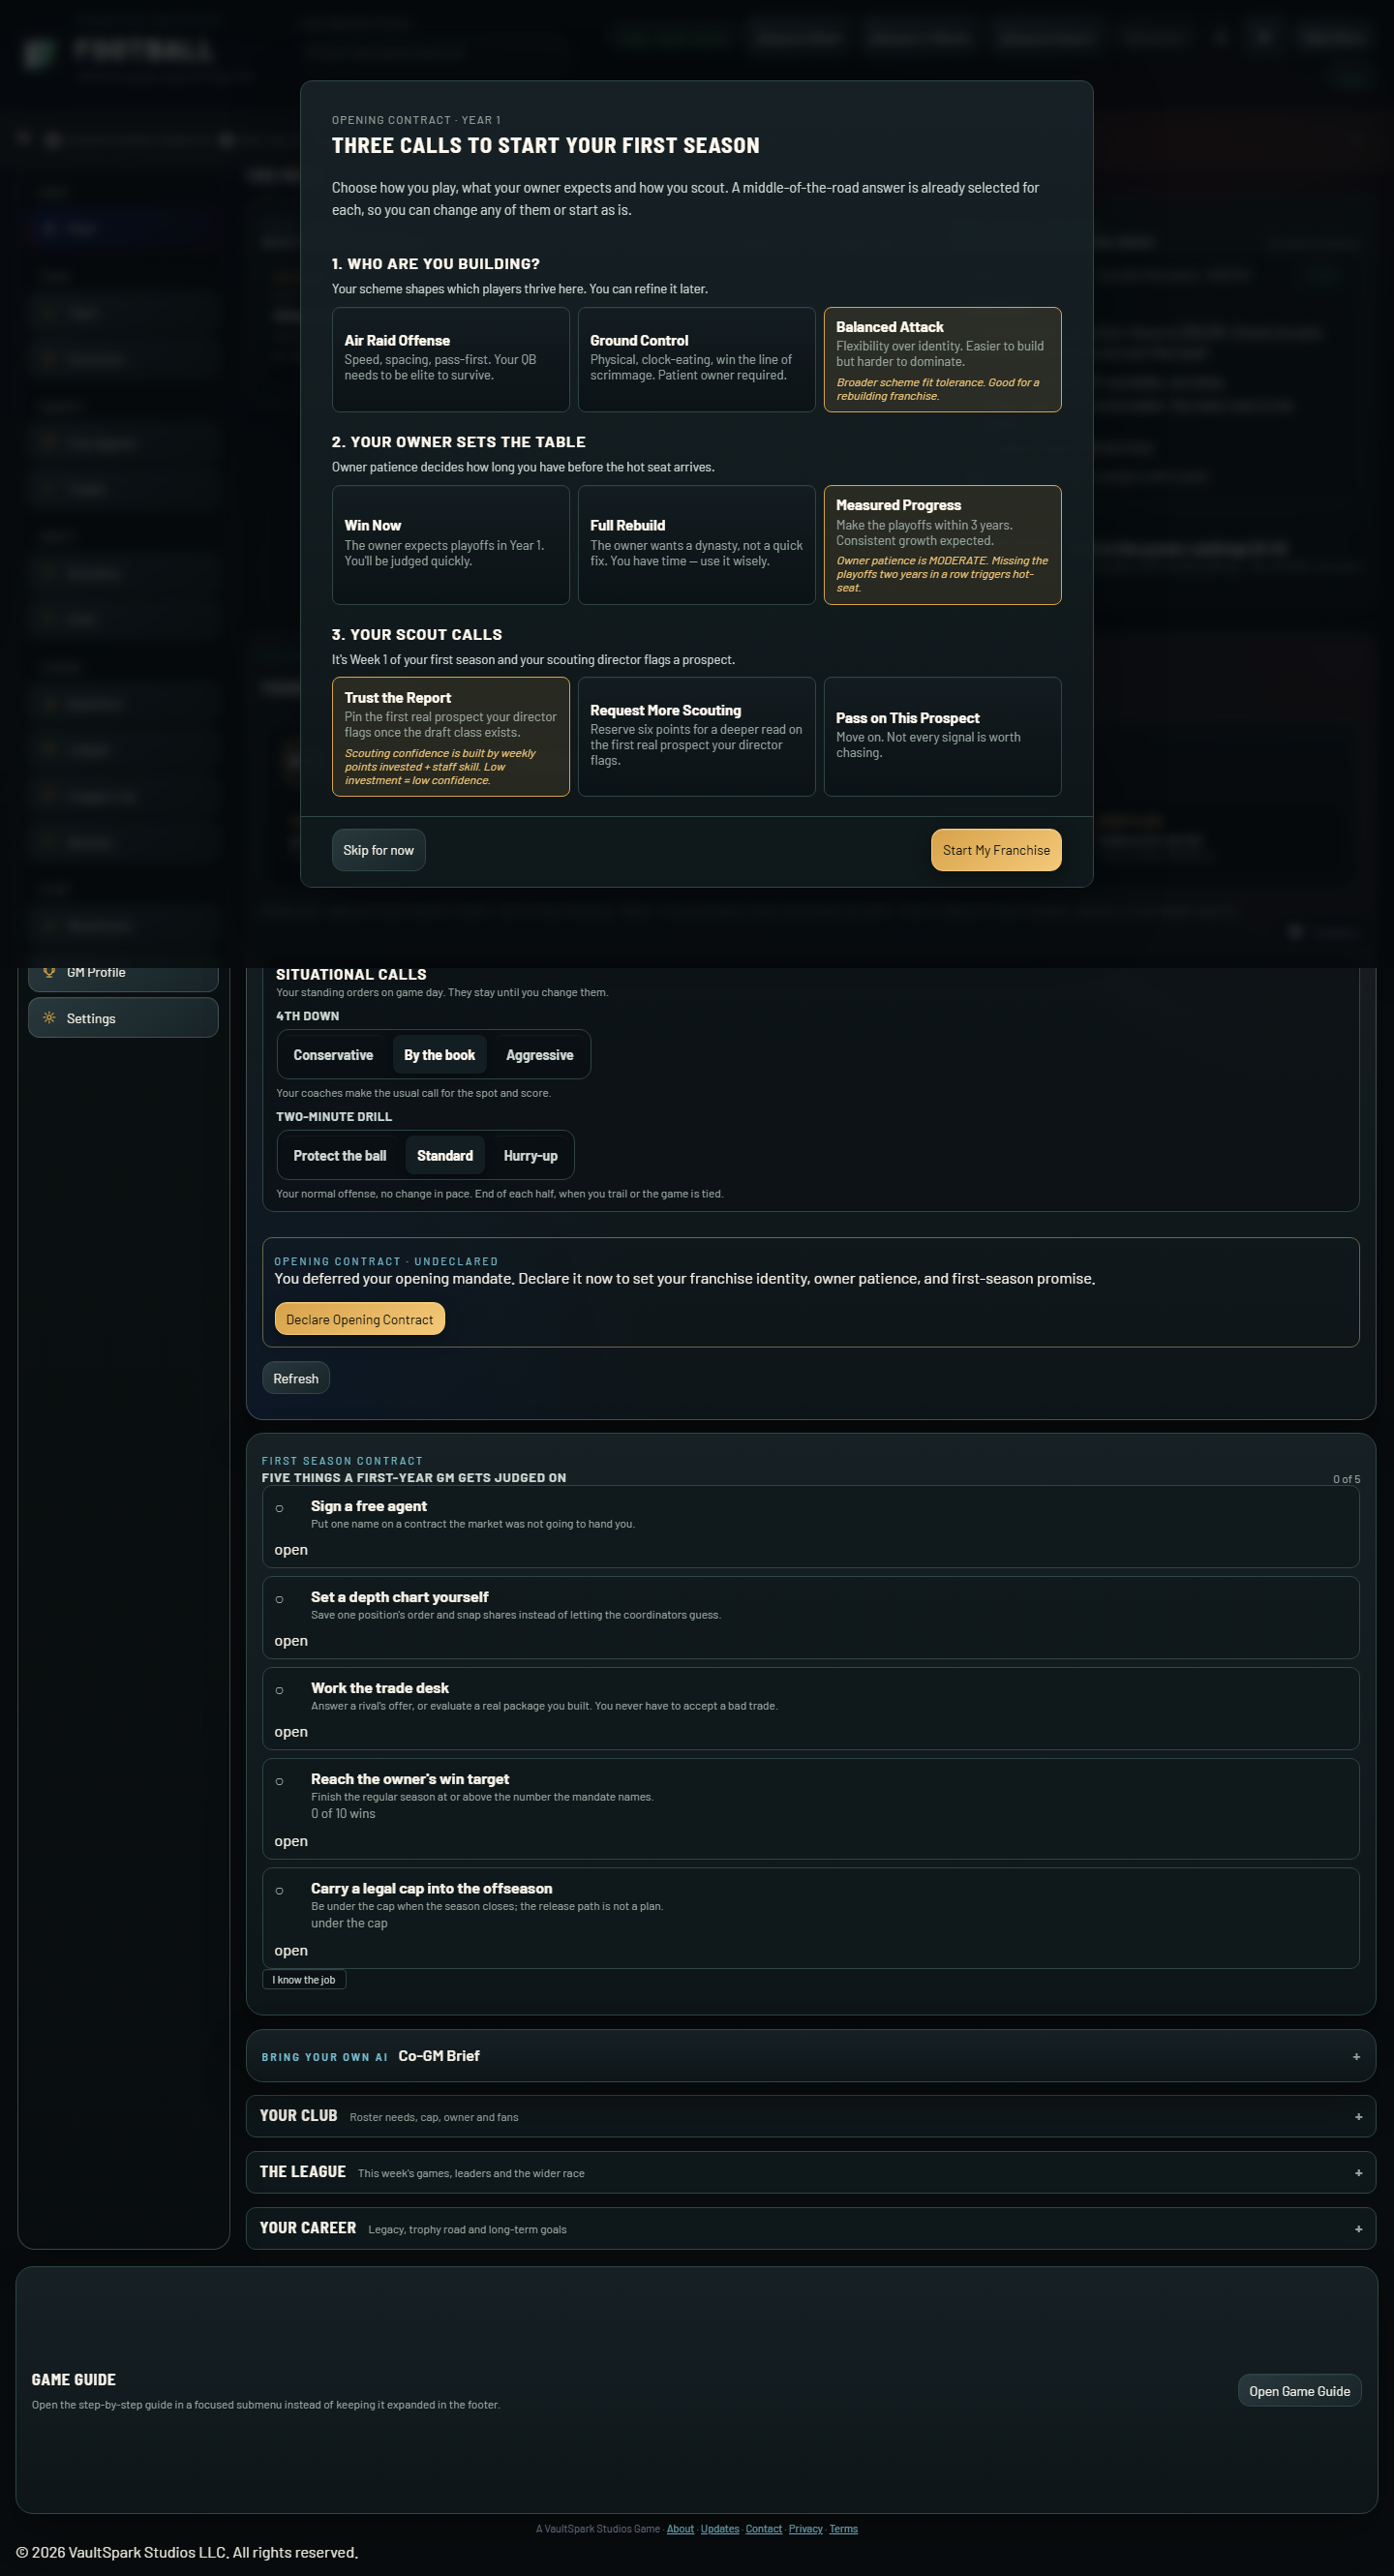 FOOTBALL
OPENING CONTRACT · YEAR 1
THREE CALLS TO START YOUR FIRST SEASON
Choose how you play, what your owner expects and how you scout. A middle-of-the-road answer is already selected for
each, so you can change any of them or start as is.
1. WHO ARE YOU BUILDING?
Your scheme shapes which players thrive here. You can refine it later.
Air Raid Offense
Speed, spacing, pass-first. Your QB
needs to be elite to survive.
Ground Control
Physical, clock-eating, win the line of
scrimmage. Patient owner required.
Balanced Attack
Flexibility over identity. Easier to build
but harder to dominate.
Broader scheme fit tolerance. Good for a
rebuilding franchise.
2. YOUR OWNER SETS THE TABLE
Owner patience decides how long you have before the hot seat arrives.
Win Now
The owner expects playoffs in Year 1.
You'll be judged quickly.
Full Rebuild
The owner wants a dynasty, not a quick
fix. You have time — use it wisely.
Measured Progress
Make the playoffs within 3 years.
Consistent growth expected.
Owner patience is MODERATE. Missing the
playoffs two years in a row triggers hot-
seat.
3. YOUR SCOUT CALLS
It's Week 1 of your first season and your scouting director flags a prospect.
Trust the Report
Pin the first real prospect your director
flags once the draft class exists.
Scouting confidence is built by weekly
points invested + staff skill. Low
investment = low confidence.
Request More Scouting
Reserve six points for a deeper read on
the first real prospect your director
flags.
Pass on This Prospect
Move on. Not every signal is worth
chasing.
Skip for now
Start My Franchise
GM Profile
Settings
SITUATIONAL CALLS
Your standing orders on game day. They stay until you change them.
4TH DOWN
Conservative By the book Aggressive
Your coaches make the usual call for the spot and score.
TWO-MINUTE DRILL
Protect the ball Standard Hurry-up
Your normal offense, no change in pace. End of each half, when you trail or the game is tied.
OPENING CONTRACT · UNDECLARED
You deferred your opening mandate. Declare it now to set your franchise identity, owner patience, and first-season promise.
Declare Opening Contract
Refresh
FIRST SEASON CONTRACT
FIVE THINGS A FIRST-YEAR GM GETS JUDGED ON
0 of 5
○ Sign a free agent
Put one name on a contract the market was not going to hand you.
open
○ Set a depth chart yourself
Save one position's order and snap shares instead of letting the coordinators guess.
open
○ Work the trade desk
Answer a rival's offer, or evaluate a real package you built. You never have to accept a bad trade.
open
○ Reach the owner's win target
Finish the regular season at or above the number the mandate names.
0 of 10 wins
open
○ Carry a legal cap into the offseason
Be under the cap when the season closes; the release path is not a plan.
under the cap
open
I know the job
BRING YOUR OWN AI Co-GM Brief +
YOUR CLUB Roster needs, cap, owner and fans +
THE LEAGUE This week's games, leaders and the wider race +
YOUR CAREER Legacy, trophy road and long-term goals +
GAME GUIDE
Open the step-by-step guide in a focused submenu instead of keeping it expanded in the footer.
Open Game Guide
A VaultSpark Studios Game · About · Updates · Contact · Privacy · Terms
© 2026 VaultSpark Studios LLC. All rights reserved.